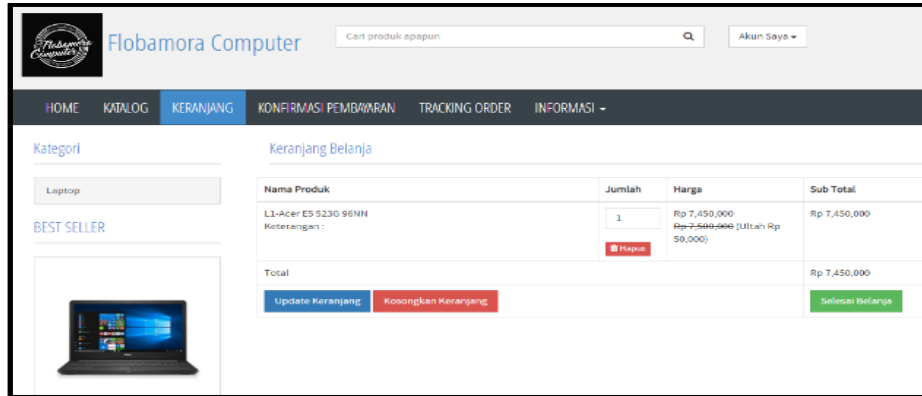 Flobamora
Computer
Flobamora Computer
Cari produk apapun
Akun Saya
HOME KATALOG KERANJANG KONFIRMASI PEMBAYARAN TRACKING ORDER INFORMASI
Kategori
Keranjang Belanja
Laptop
BEST SELLER
Nama Produk Jumlah Harga Sub Total
L1-Acer E5 523G 96NN 1 Rp 7,450,000 Rp 7,450,000
Keterangan : Rp 7,500,000 (Ultah Rp
Hapus 50,000)
Total Rp 7,450,000
Update Keranjang Kosongkan Keranjang Selesai Belanja